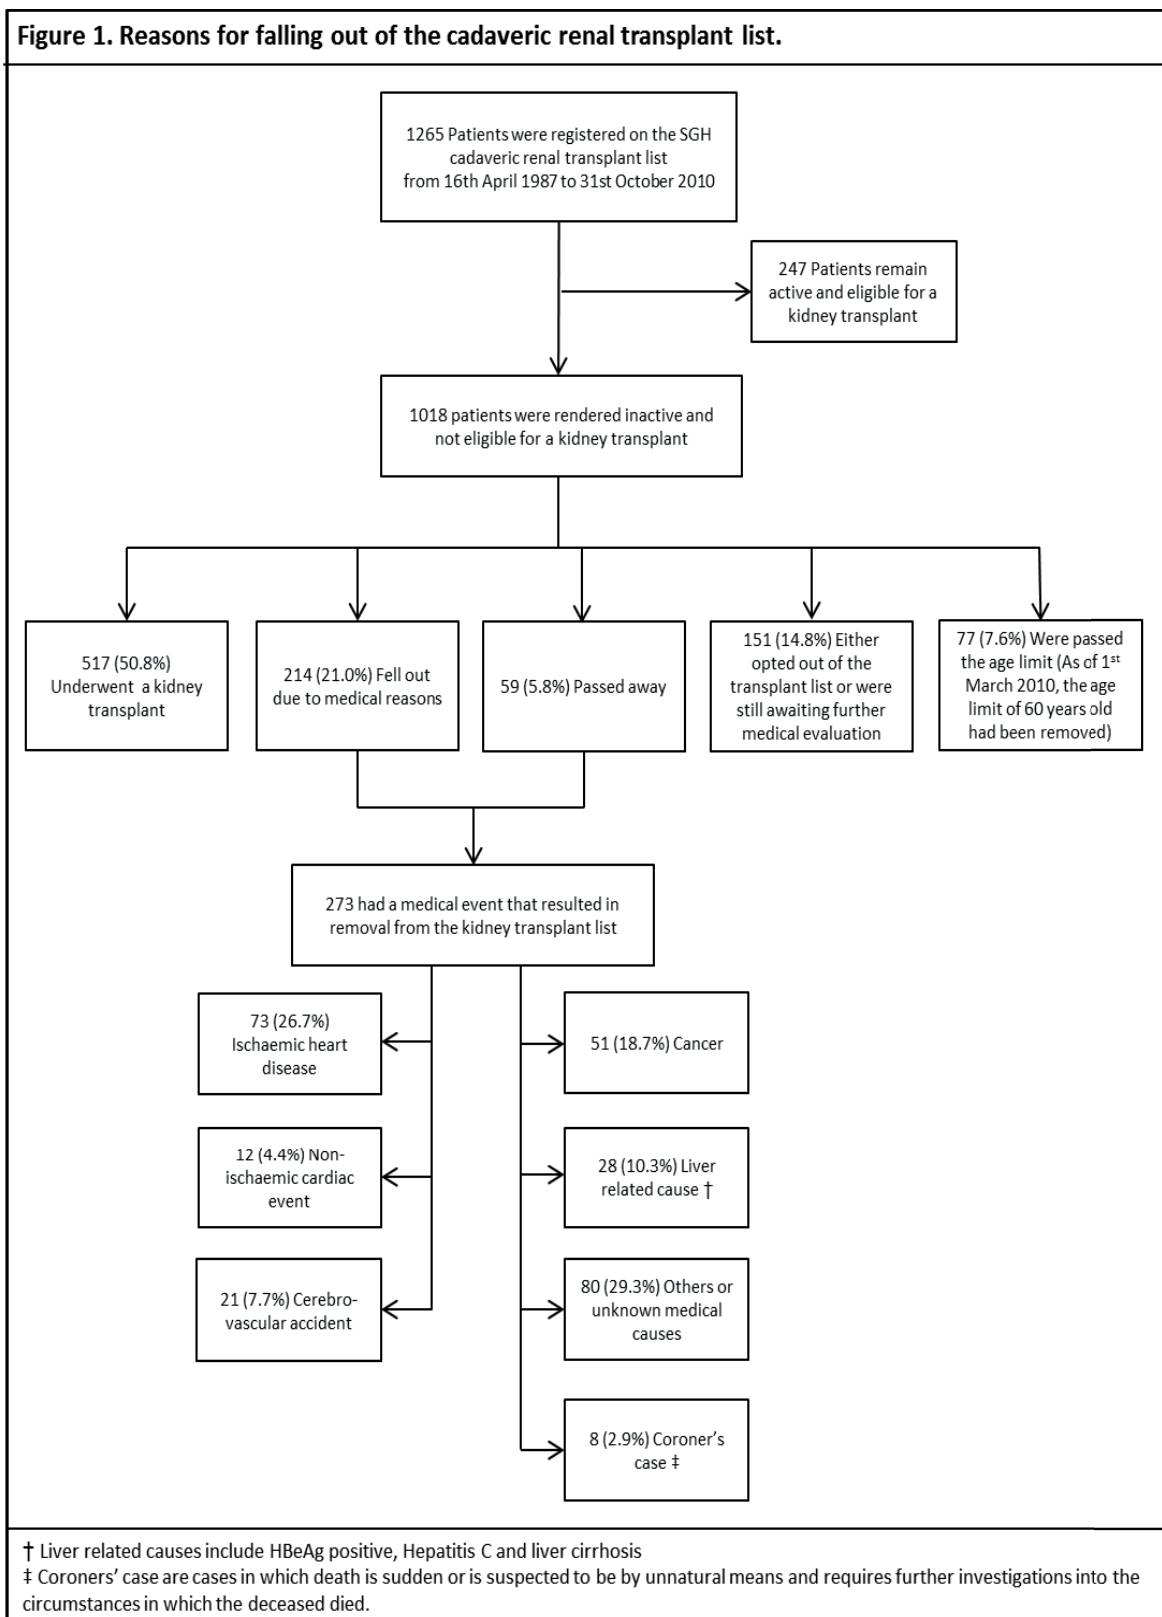 Figure 1. Reasons for falling out of the cadaveric renal transplant list.
1265 Patients were registered on the SGH
cadaveric renal transplant list
from 16th April 1987 to 31st October 2010
247 Patients remain
active and eligible for a
kidney transplant
1018 patients were rendered inactive and
not eligible for a kidney transplant
517 (50.8%)
Underwent a kidney
transplant
214 (21.0%) Fell out
due to medical reasons
59 (5.8%) Passed away
151 (14.8%) Either
opted out of the
transplant list or were
still awaiting further
medical evaluation
77 (7.6%) Were passed
the age limit (As of 1st
March 2010, the age
limit of 60 years old
had been removed)
273 had a medical event that resulted in
removal from the kidney transplant list
73 (26.7%)
Ischaemic heart
disease
51 (18.7%) Cancer
12 (4.4%) Non-
ischaemic cardiac
event
28 (10.3%) Liver
related cause †
21 (7.7%) Cerebro-
vascular accident
80 (29.3%) Others or
unknown medical
causes
8 (2.9%) Coroner's
case ‡
† Liver related causes include HBeAg positive, Hepatitis C and liver cirrhosis
‡ Coroners' case are cases in which death is sudden or is suspected to be by unnatural means and requires further investigations into the
circumstances in which the deceased died.